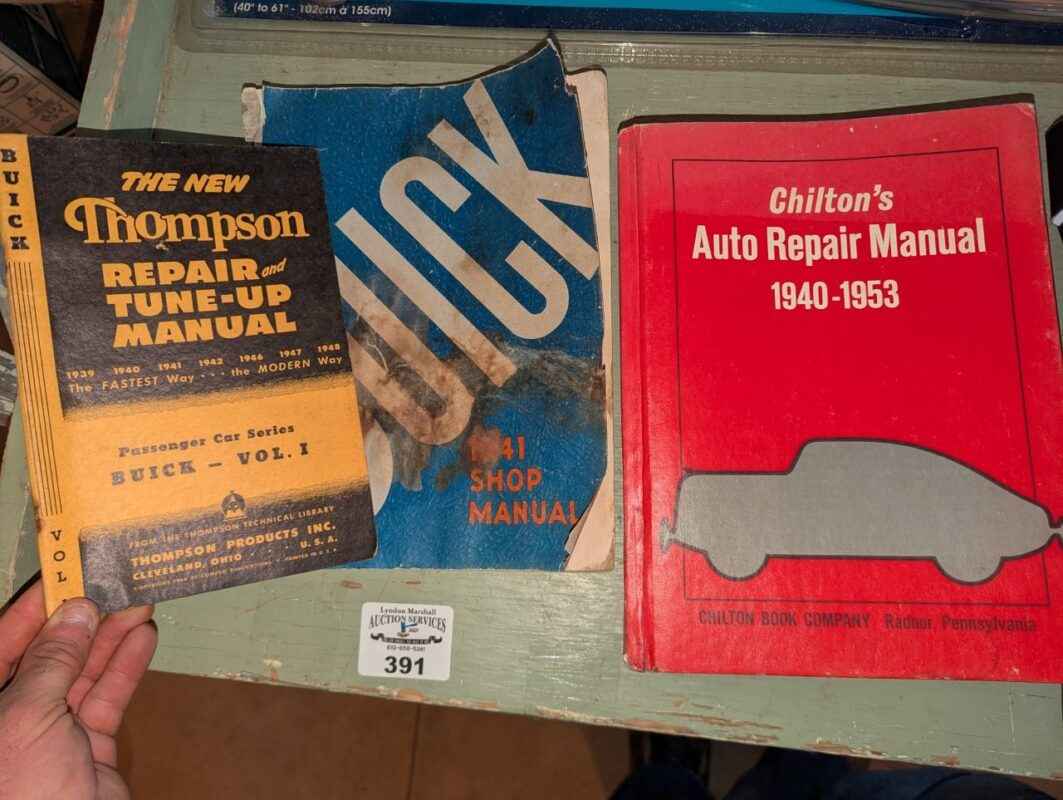 (40" to 61" - 102cm à 155cm)
BUICK
VOL
THE NEW
Thompson
REPAIR and
TUNE-UP
MANUAL
1939 1940 1941 1942 1946 1947 1948
The FASTEST Way . . . the MODERN Way
Passenger Car Series
BUICK - VOL. I
FROM THE THOMPSON TECHNICAL LIBRARY
THOMPSON PRODUCTS INC.
CLEVELAND, OHIO . . . U. S. A.
UICK
41
SHOP
MANUAL
Chilton's
Auto Repair Manual
1940-1953
CHILTON BOOK COMPANY Radnor, Pennsylvania
Lyndon Marshall
AUCTION SERVICES
391